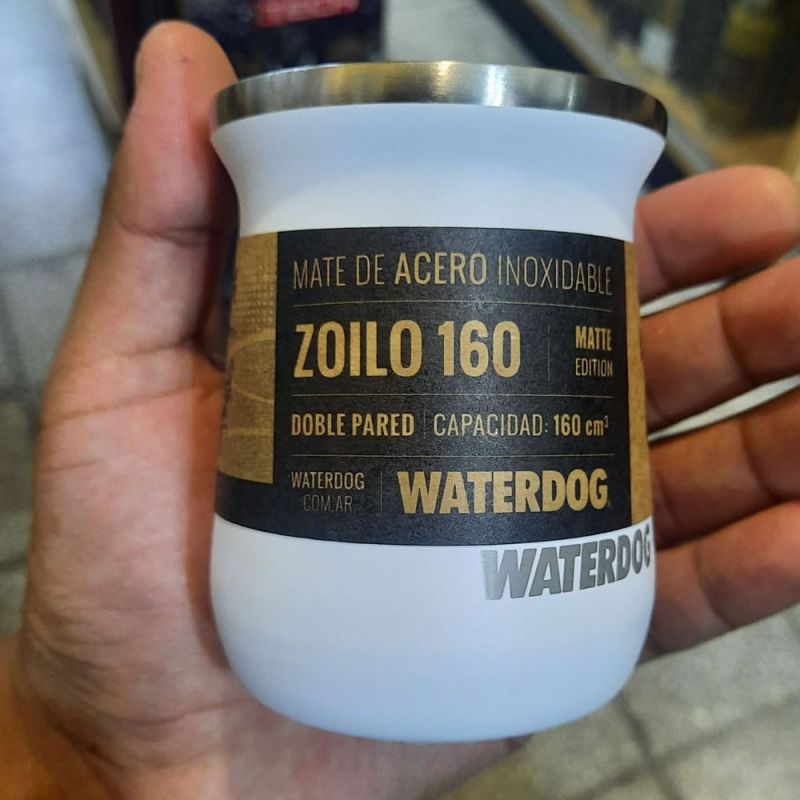 MATE DE ACERO INOXIDABLE
ZOILO 160
MATTE
EDITION
DOBLE PARED
CAPACIDAD: 160 cm³
WATERDOG
COM.AR
WATERDOG
WATERDOG